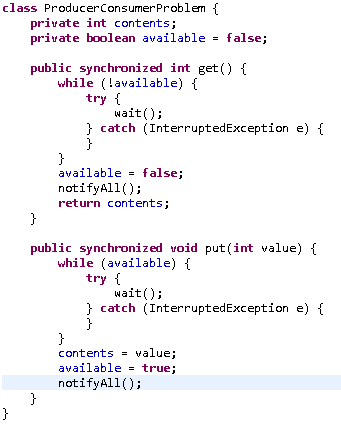 class ProducerConsumerProblem {
    private int contents;
    private boolean available = false;

    public synchronized int get() {
        while (!available) {
            try {
                wait();
            } catch (InterruptedException e) {
            }
        }
        available = false;
        notifyAll();
        return contents;
    }

    public synchronized void put(int value) {
        while (available) {
            try {
                wait();
            } catch (InterruptedException e) {
            }
        }
        contents = value;
        available = true;
        notifyAll();
    }
}